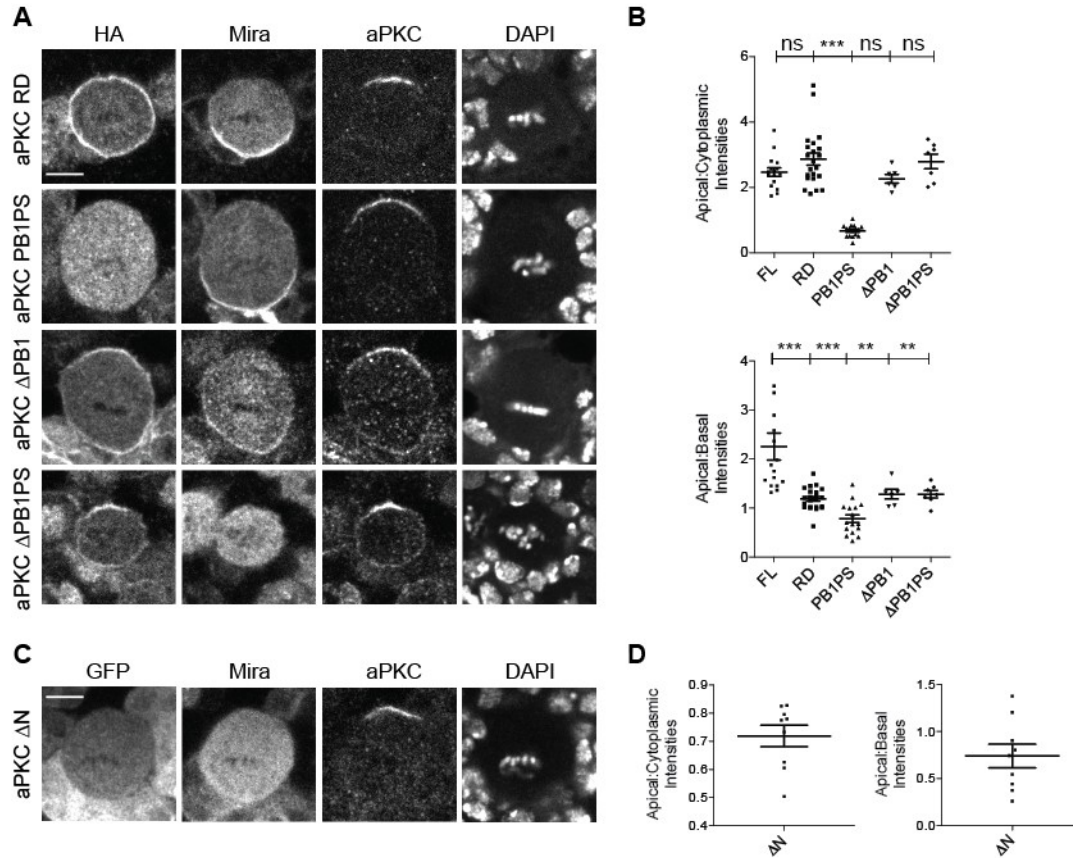 A
HA Mira aPKC DAPI
aPKC RD
aPKC PB1PS
aPKC ΔPB1
aPKC ΔPB1PS
B
ns *** ns ns
Apical:Cytoplasmic
Intensities
6
4
2
0
FL RD PB1PS ΔPB1 ΔPB1PS
*** *** ** **
Apical:Basal
Intensities
4
3
2
1
0
FL RD PB1PS ΔPB1 ΔPB1PS
C
GFP Mira aPKC DAPI
aPKC ΔN
D
Apical:Cytoplasmic
Intensities
0.9
0.8
0.7
0.6
0.5
0.4
ΔN
Apical:Basal
Intensities
1.5
1.0
0.5
0.0
ΔN